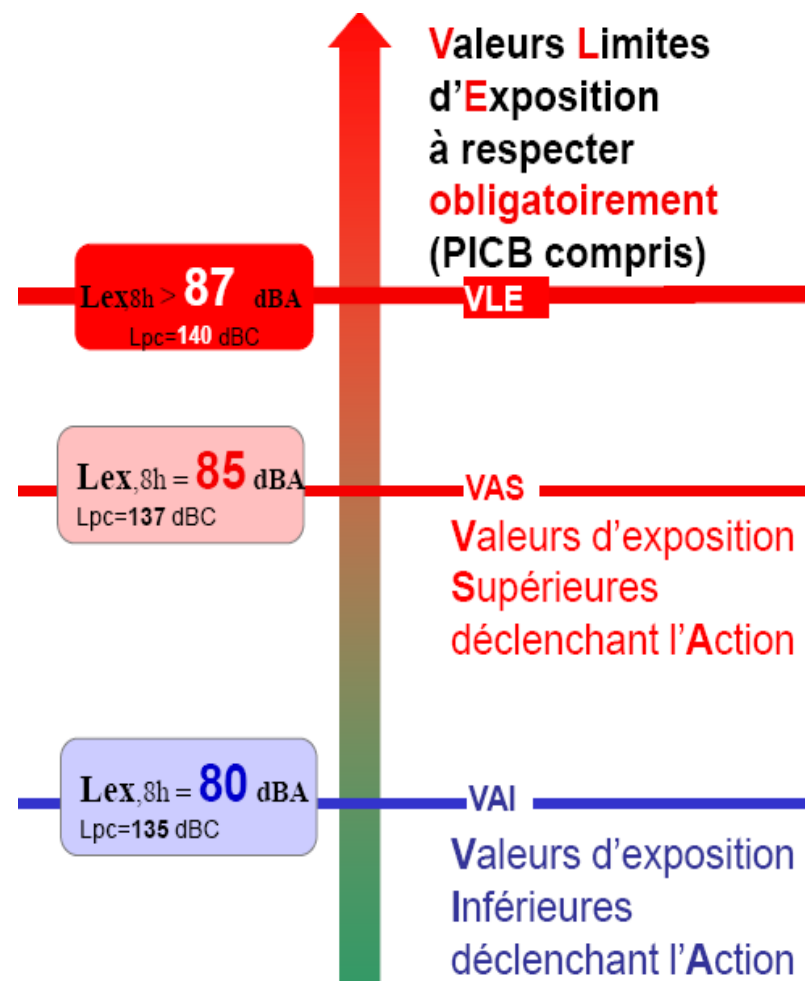 Valeurs Limites
d’Exposition
à respecter
obligatoirement
(PICB compris)
Lex,8h > 87 dBA
Lpc=140 dBC
VLE
Lex,8h = 85 dBA
Lpc=137 dBC
VAS
Valeurs d’exposition
Supérieures
déclenchant l’Action
Lex,8h = 80 dBA
Lpc=135 dBC
VAI
Valeurs d’exposition
Inférieures
déclenchant l’Action